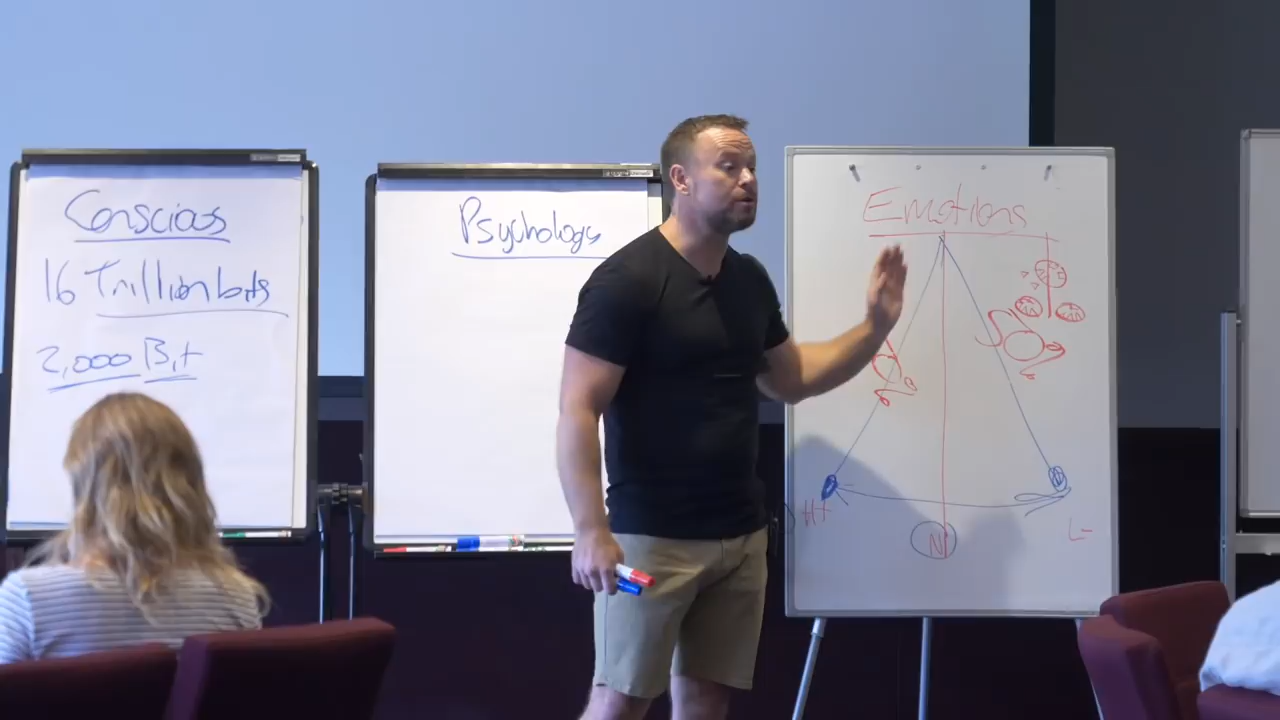 Conscious
16 Trillion bits
2,000 Bit
Psychology
Emotions
H+
N
L-